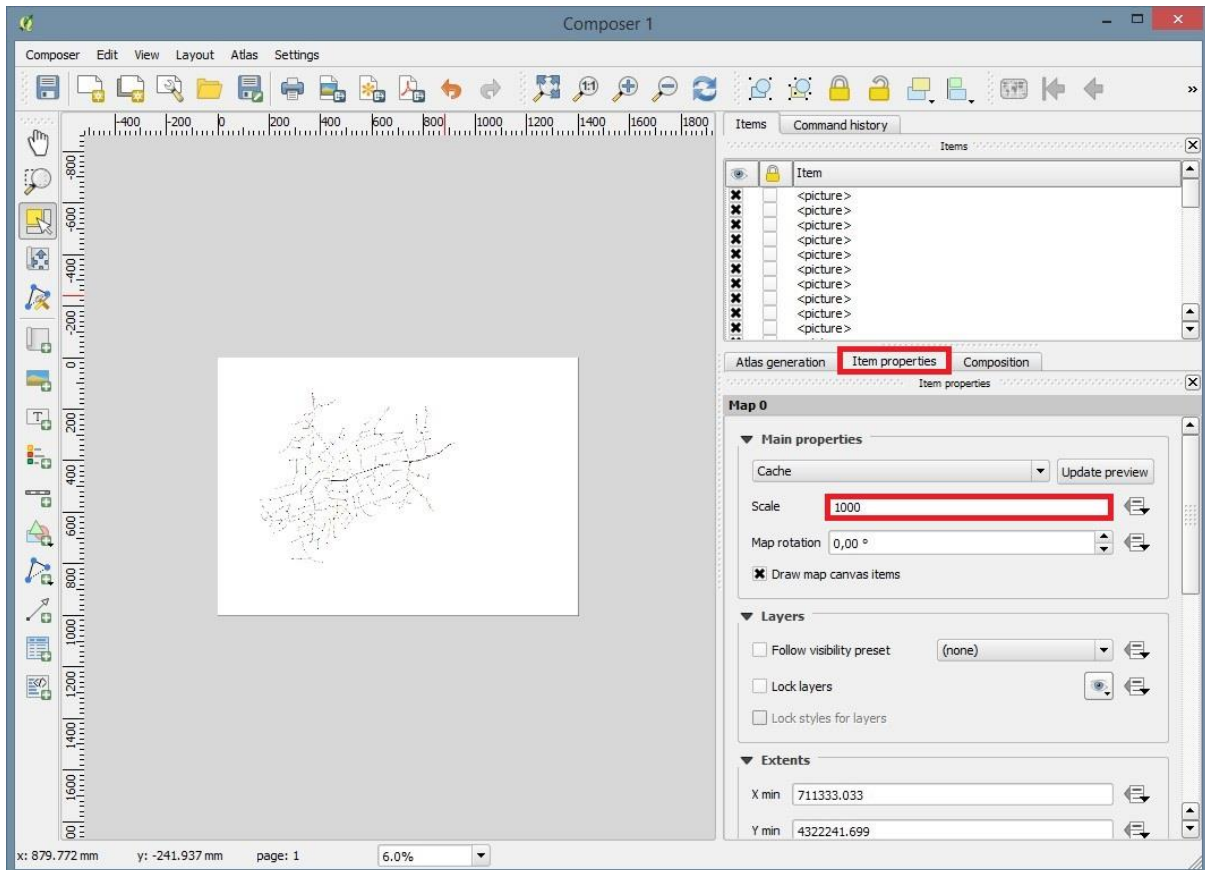 Composer 1
Composer Edit View Layout Atlas Settings
»
-400 -200 0 200 400 600 800 1000 1200 1400 1600 1800
-800
-600
-400
-200
0
200
400
600
800
1000
1200
1400
1600
Items Command history
Items
Item
<picture>
<picture>
<picture>
<picture>
<picture>
<picture>
<picture>
<picture>
<picture>
<picture>
Atlas generation Item properties Composition
Item properties
Map 0
Main properties
Cache Update preview
Scale 1000
Map rotation 0,00 °
Draw map canvas items
Layers
Follow visibility preset (none)
Lock layers
Lock styles for layers
Extents
X min 711333.033
Y min 4322241.699
x: 879.772 mm y: -241.937 mm page: 1 6.0%